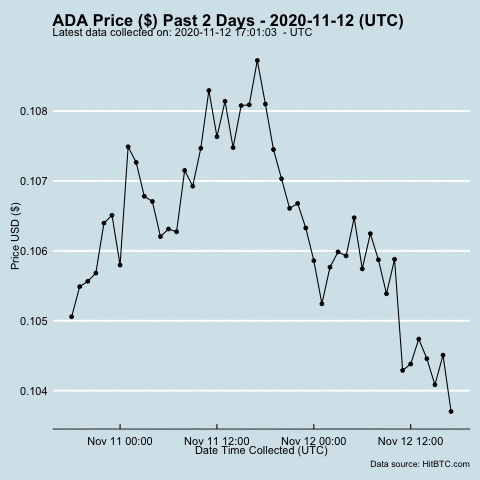 ADA Price ($) Past 2 Days - 2020-11-12 (UTC)
Latest data collected on: 2020-11-12 17:01:03  - UTC
0.108
0.107
0.106
0.105
0.104
Price USD ($)
Nov 11 00:00
Nov 11 12:00
Nov 12 00:00
Nov 12 12:00
Date Time Collected (UTC)
Data source: HitBTC.com